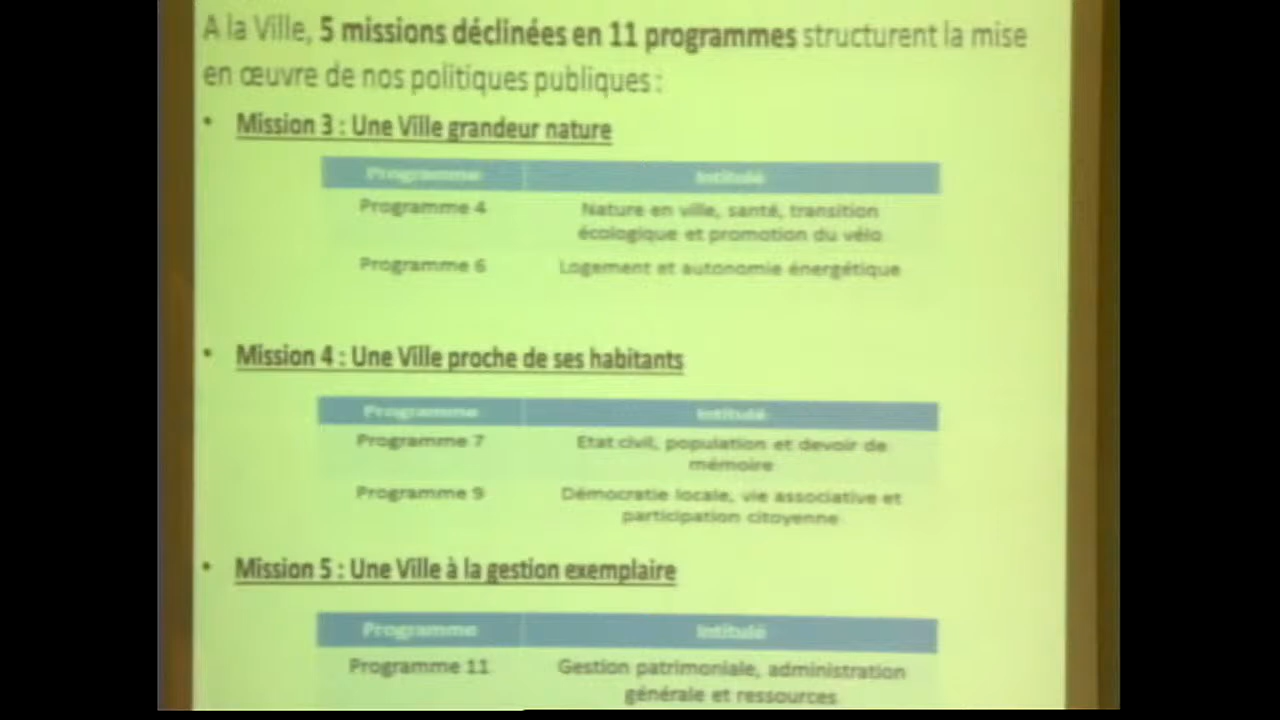 A la Ville, 5 missions déclinées en 11 programmes structurent la mise
en œuvre de nos politiques publiques :
• Mission 3 : Une Ville grandeur nature
Programme Intitulé
Programme 4 Nature en ville, santé, transition
écologique et promotion du vélo
Programme 6 Logement et autonomie énergétique
• Mission 4 : Une Ville proche de ses habitants
Programme Intitulé
Programme 7 Etat civil, population et devoir de
mémoire
Programme 9 Démocratie locale, vie associative et
participation citoyenne
• Mission 5 : Une Ville à la gestion exemplaire
Programme Intitulé
Programme 11 Gestion patrimoniale, administration
générale et ressources